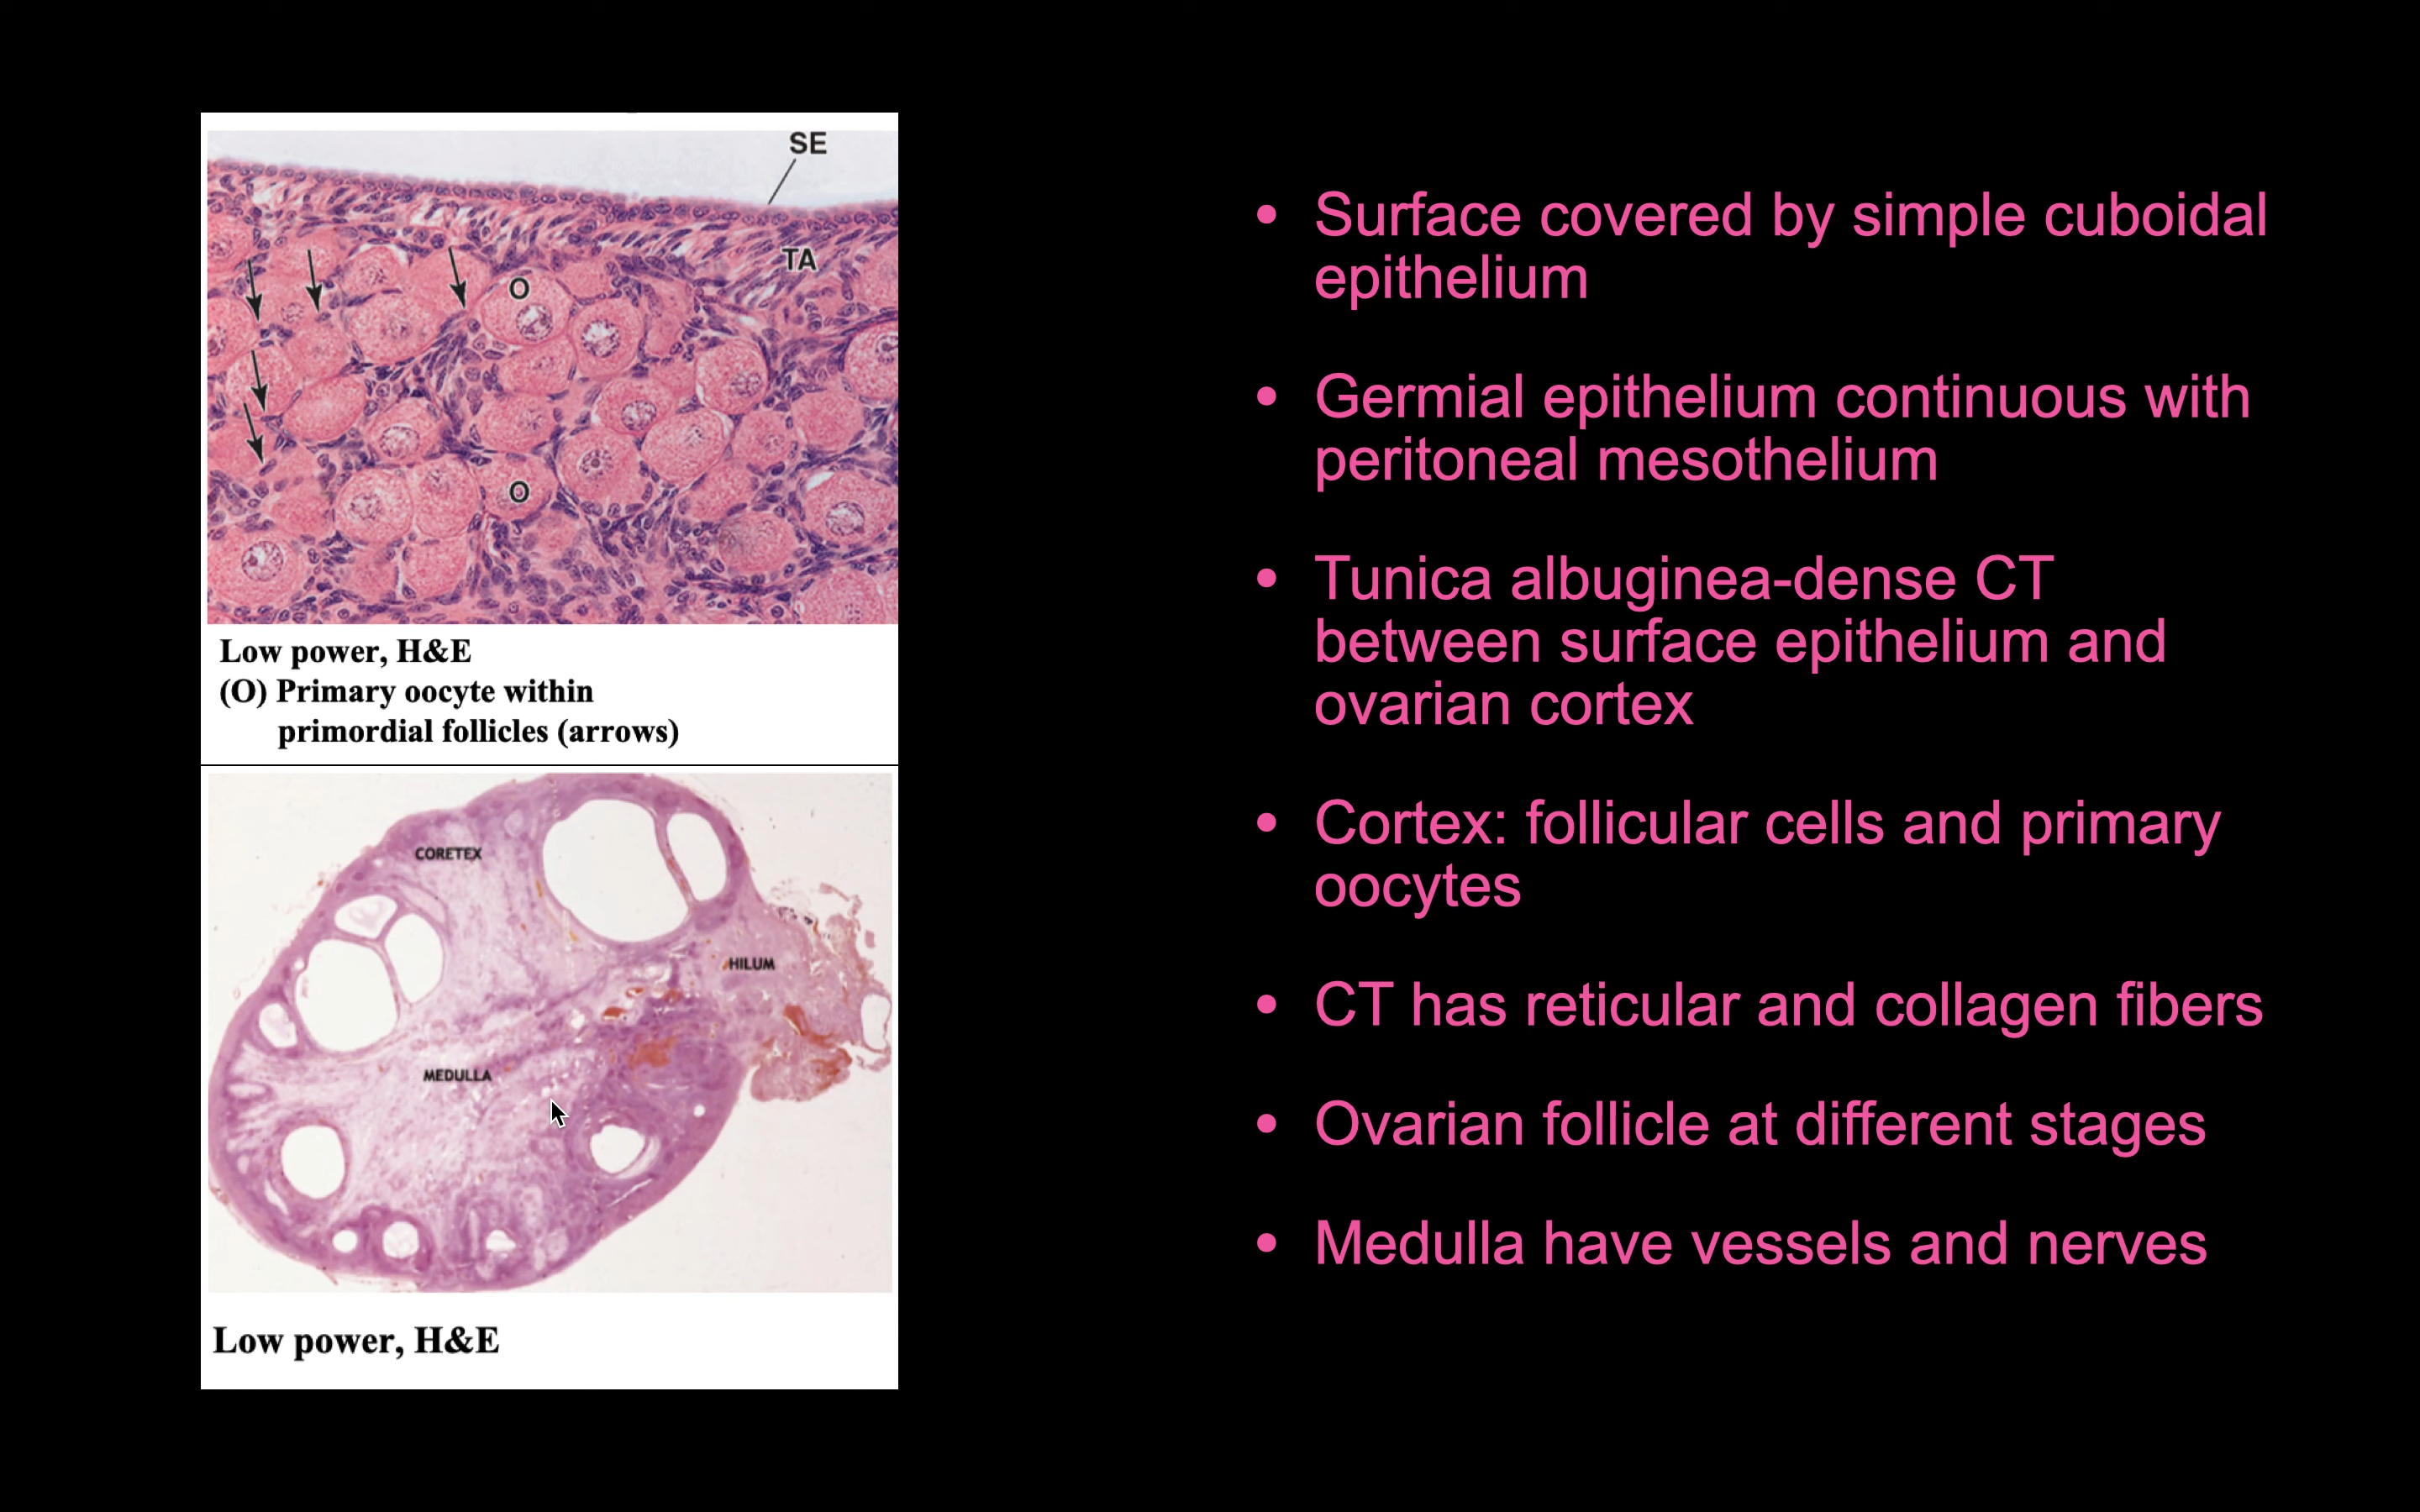 SE
TA
O
O
Low power, H&E
(O) Primary oocyte within
primordial follicles (arrows)
CORETEX
HILUM
MEDULLA
Low power, H&E
• Surface covered by simple cuboidal
epithelium
• Germial epithelium continuous with
peritoneal mesothelium
• Tunica albuginea-dense CT
between surface epithelium and
ovarian cortex
• Cortex: follicular cells and primary
oocytes
• CT has reticular and collagen fibers
• Ovarian follicle at different stages
• Medulla have vessels and nerves